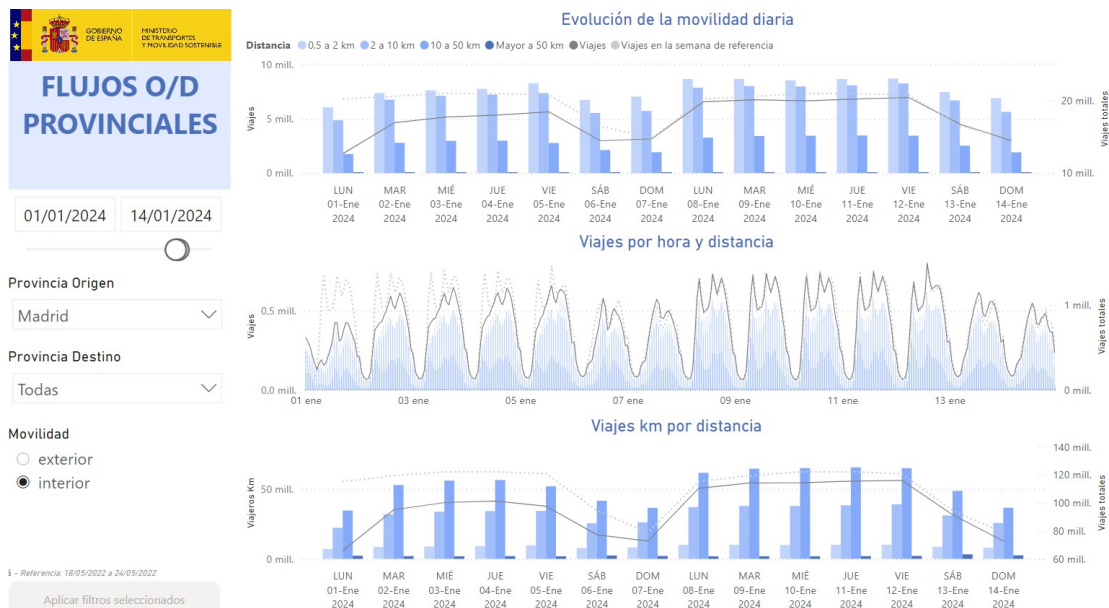 GOBIERNO
DE ESPAÑA
MINISTERIO
DE TRANSPORTES
Y MOVILIDAD SOSTENIBLE
FLUJOS O/D
PROVINCIALES
01/01/2024
14/01/2024
Provincia Origen
Madrid
Provincia Destino
Todas
Movilidad
exterior
interior
i - Referencia: 18/05/2022 a 24/05/2022
Aplicar filtros seleccionados
Evolución de la movilidad diaria
Distancia 0.5 a 2 km 2 a 10 km 10 a 50 km Mayor a 50 km Viajes Viajes en la semana de referencia
Viajes
10 mill.
5 mill.
0 mill.
20 mill.
10 mill.
Viajes totales
LUN MAR MIÉ JUE VIE SÁB DOM LUN MAR MIÉ JUE VIE SÁB DOM
01-Ene 02-Ene 03-Ene 04-Ene 05-Ene 06-Ene 07-Ene 08-Ene 09-Ene 10-Ene 11-Ene 12-Ene 13-Ene 14-Ene
2024 2024 2024 2024 2024 2024 2024 2024 2024 2024 2024 2024 2024 2024
Viajes por hora y distancia
Viajes
0.5 mill.
0,0 mill.
1 mill.
0 mill.
Viajes totales
01 ene 03 ene 05 ene 07 ene 09 ene 11 ene 13 ene
Viajes km por distancia
Viajeros Km
50 mill.
0 mill.
140 mill.
120 mill.
100 mill.
80 mill.
60 mill.
Viajes totales
LUN MAR MIÉ JUE VIE SÁB DOM LUN MAR MIÉ JUE VIE SÁB DOM
01-Ene 02-Ene 03-Ene 04-Ene 05-Ene 06-Ene 07-Ene 08-Ene 09-Ene 10-Ene 11-Ene 12-Ene 13-Ene 14-Ene
2024 2024 2024 2024 2024 2024 2024 2024 2024 2024 2024 2024 2024 2024